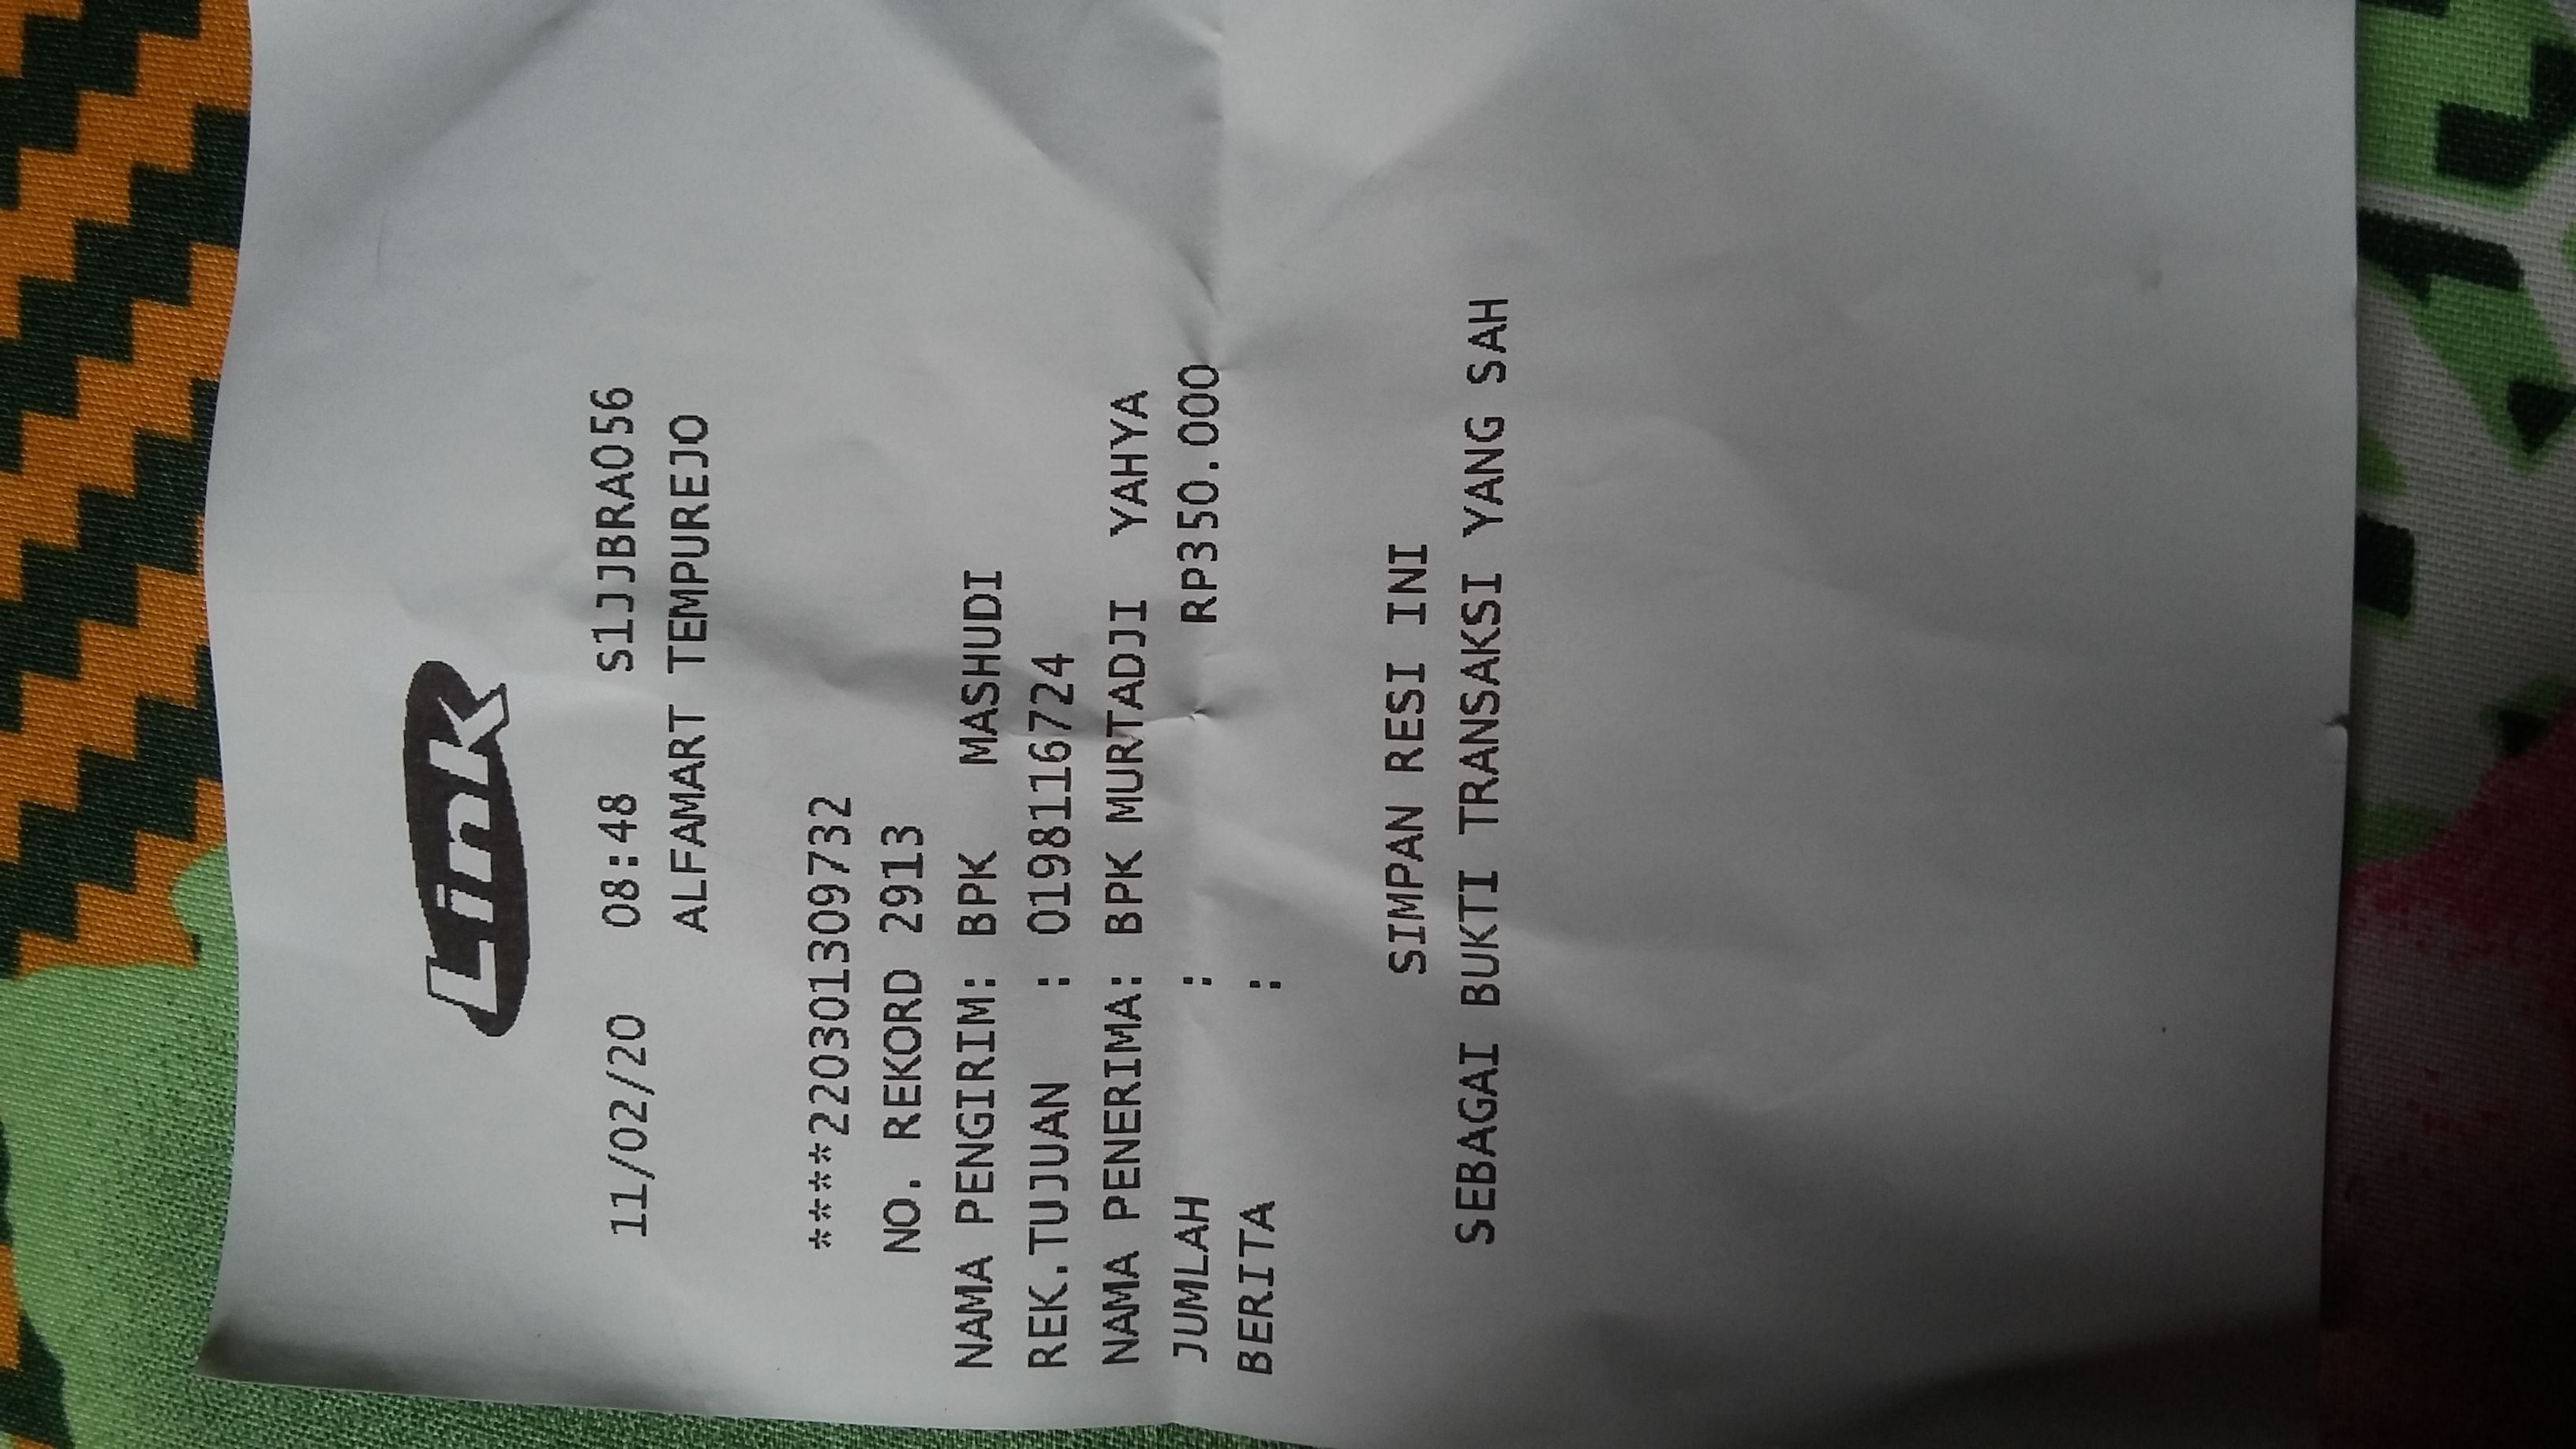 Link
11/02/20 08:48 S1JJBRA056
ALFAMART TEMPUREJO
****220301309732
NO. REKORD 2913
NAMA PENGIRIM: BPK MASHUDI
REK.TUJUAN : 0198116724
NAMA PENERIMA: BPK MURTADJI YAHYA
JUMLAH : RP350.000
BERITA :
SIMPAN RESI INI
SEBAGAI BUKTI TRANSAKSI YANG SAH